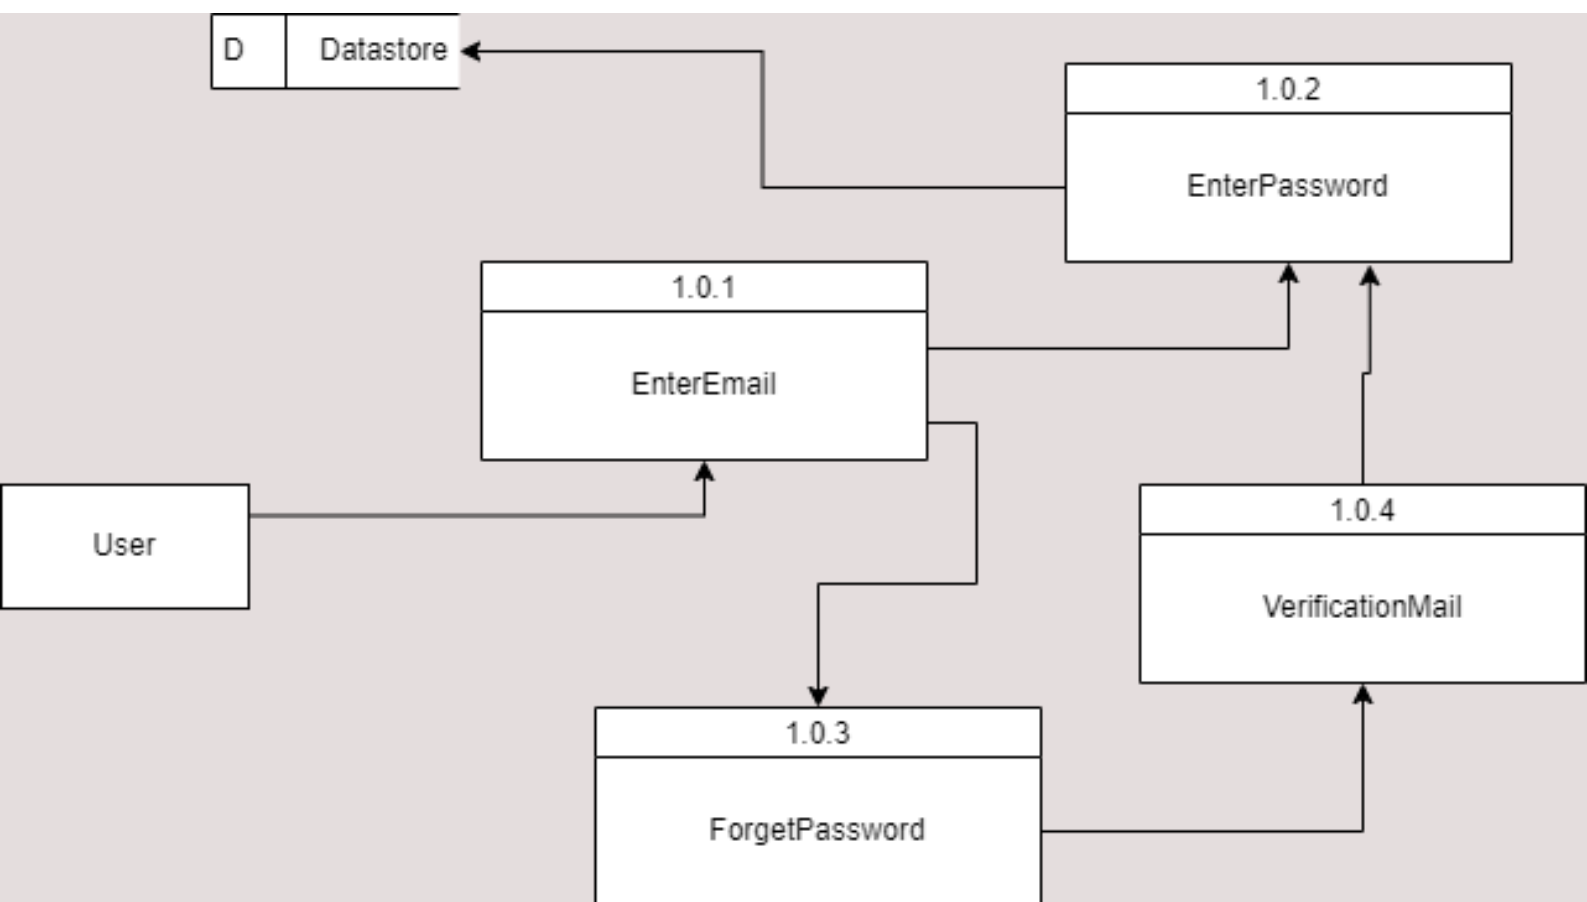 D
Datastore
1.0.2
EnterPassword
1.0.1
EnterEmail
User
1.0.4
VerificationMail
1.0.3
ForgetPassword